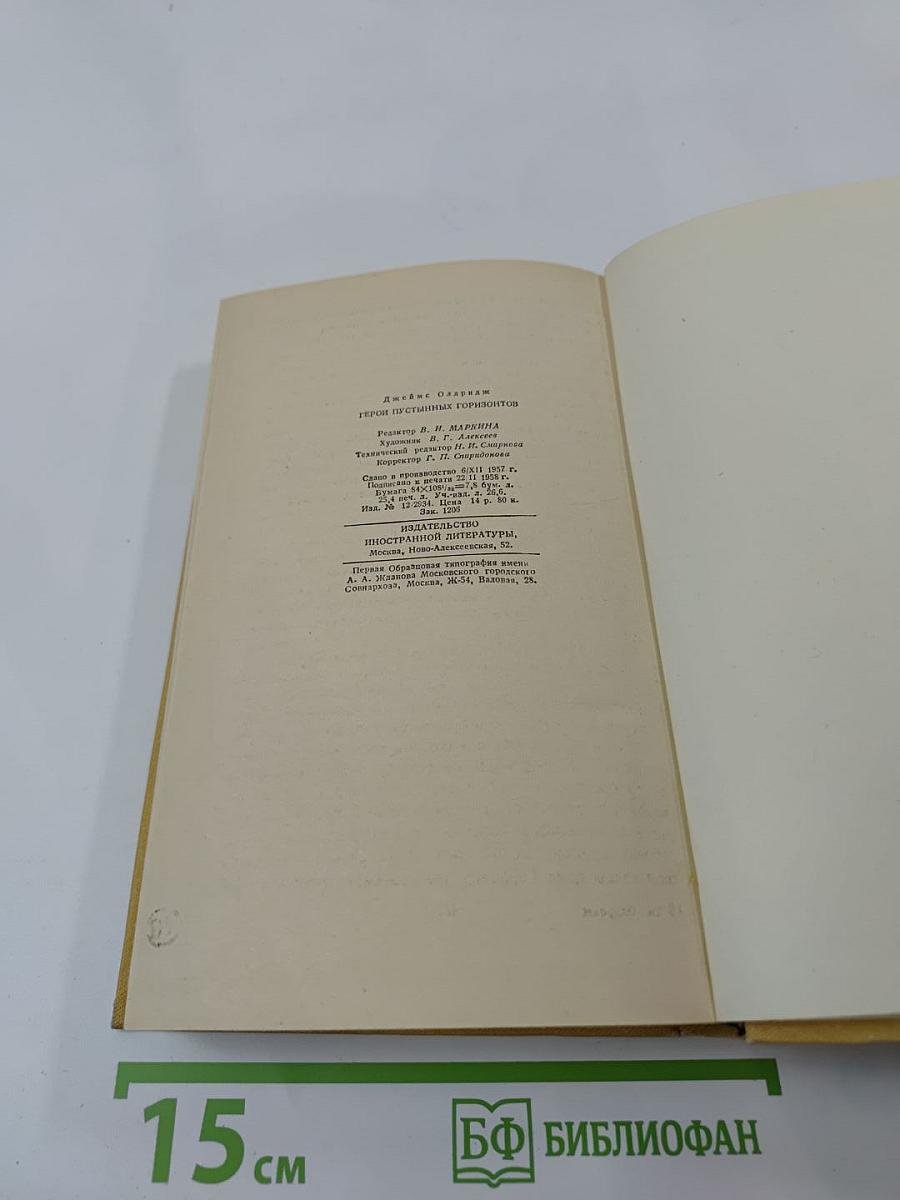 Джеймс Олдридж
ГЕРОИ ПУСТЫННЫХ ГОРИЗОНТОВ
Редактор В. И. МАРКИНА
Художник В. Г. Алексеев
Технический редактор Н. И. Смирнова
Корректор Г. П. Спиридонова
Сдано в производство 6/XII 1957 г.
Подписано к печати 22/II 1958 г.
Бумага 84×108¹/₃₂=7,8 бум. л.
25,4 печ. л. Уч.-изд. л. 26,6.
Изд. № 12/2934. Цена 14 р. 80 к.
Зак. 1206
ИЗДАТЕЛЬСТВО
ИНОСТРАННОЙ ЛИТЕРАТУРЫ,
Москва, Ново-Алексеевская, 52.
Первая Образцовая типография имени
А. А. Жданова Московского городского
Совнархоза, Москва, Ж-54, Валовая, 28.
15 см
БФ БИБЛИОФАН